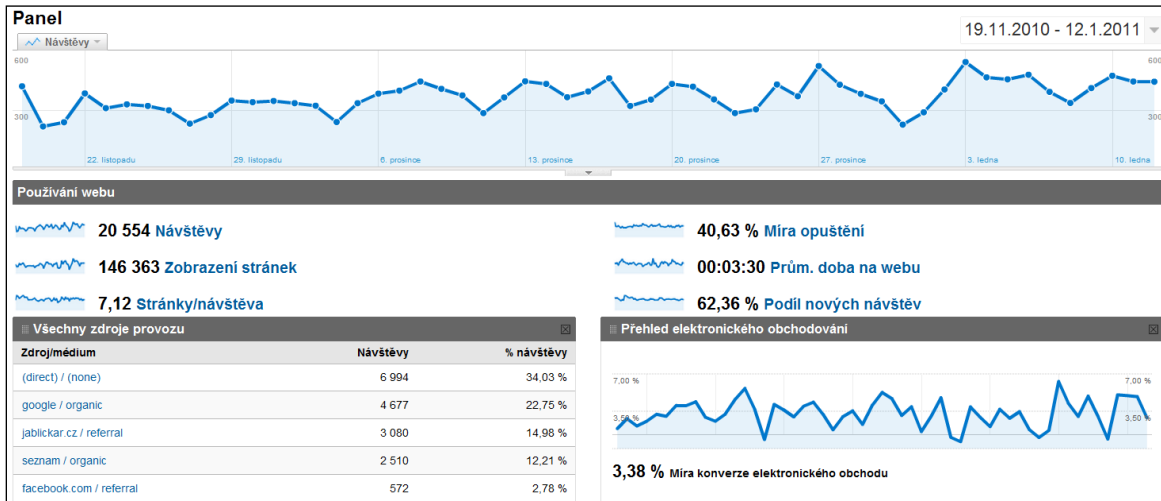 Panel
19.11.2010 - 12.1.2011
Návštěvy
600 600
300 300
22. listopadu 29. listopadu 6. prosince 13. prosince 20. prosince 27. prosince 3. ledna 10. ledna
Používání webu
20 554 Návštěvy
40,63 % Míra opuštění
146 363 Zobrazení stránek
00:03:30 Prům. doba na webu
7,12 Stránky/návštěva
62,36 % Podíl nových návštěv
Všechny zdroje provozu
Zdroj/médium Návštěvy % návštěvy
(direct) / (none) 6 994 34,03 %
google / organic 4 677 22,75 %
jablickar.cz / referral 3 080 14,98 %
seznam / organic 2 510 12,21 %
facebook.com / referral 572 2,78 %
Přehled elektronického obchodování
7,00 % 7,00 %
3,50 % 3,50 %
3,38 % Míra konverze elektronického obchodu